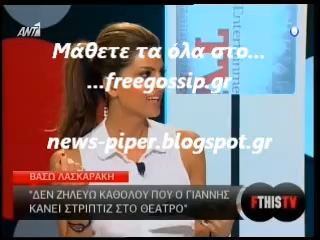 ANT1
Μάθετε τα όλα στο...
...freegossip.gr
Entertainme
news-piper.blogspot.gr
ΒΑΣΩ ΛΑΣΚΑΡΑΚΗ
"ΔΕΝ ΖΗΛΕΥΩ ΚΑΘΟΛΟΥ ΠΟΥ Ο ΓΙΑΝΝΗΣ
ΚΑΝΕΙ ΣΤΡΙΠΤΙΖ ΣΤΟ ΘΕΑΤΡΟ"
FTHISTV